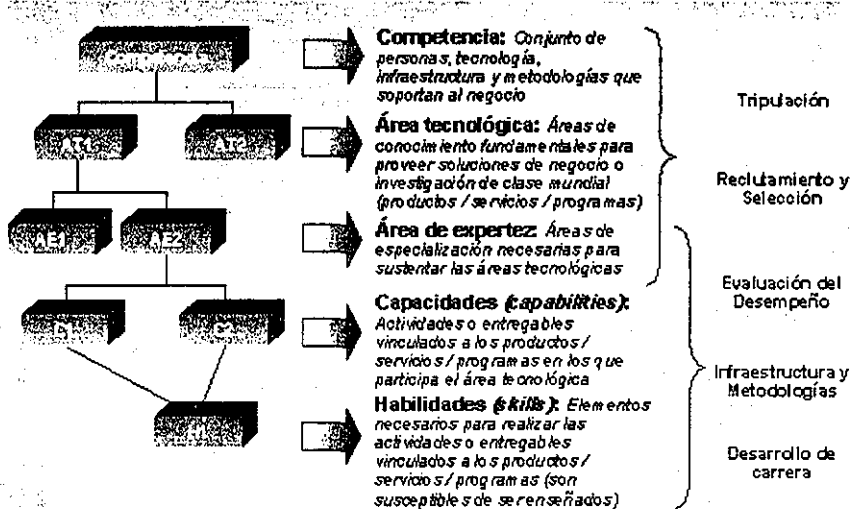 Competencia: Conjunto de
personas, tecnología,
infraestructura y metodologías que
soportan al negocio
Tripulación
AT1
AT2
Área tecnológica: Áreas de
conocimiento fundamentales para
proveer soluciones de negocio o
investigación de clase mundial
(productos / servicios / programas)
Reclutamiento y
Selección
AE1
AE2
Área de expertez: Áreas de
especialización necesarias para
sustentar las áreas tecnológicas
Evaluación del
Desempeño
C1
C2
Capacidades (capabilities):
Actividades o entregables
vinculados a los productos /
servicios / programas en los que
participa el área tecnológica
Infraestructura y
Metodologías
Habilidades (skills): Elementos
necesarios para realizar las
actividades o entregables
vinculados a los productos /
servicios / programas (son
susceptibles de ser enseñados)
Desarrollo de
carrera